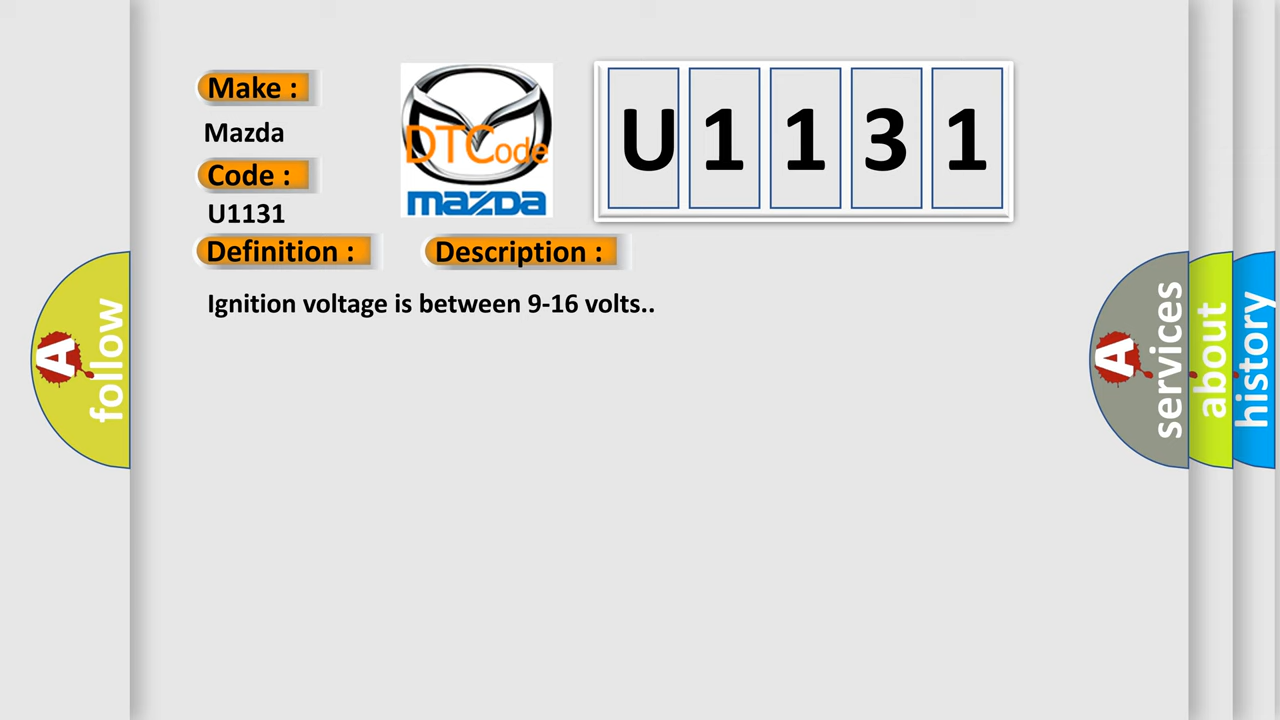 Make :
Mazda
Code :
U1131
Definition :
Description :
Ignition voltage is between 9-16 volts..
DTCode
mazda
U1131
A follow
A services
about
history